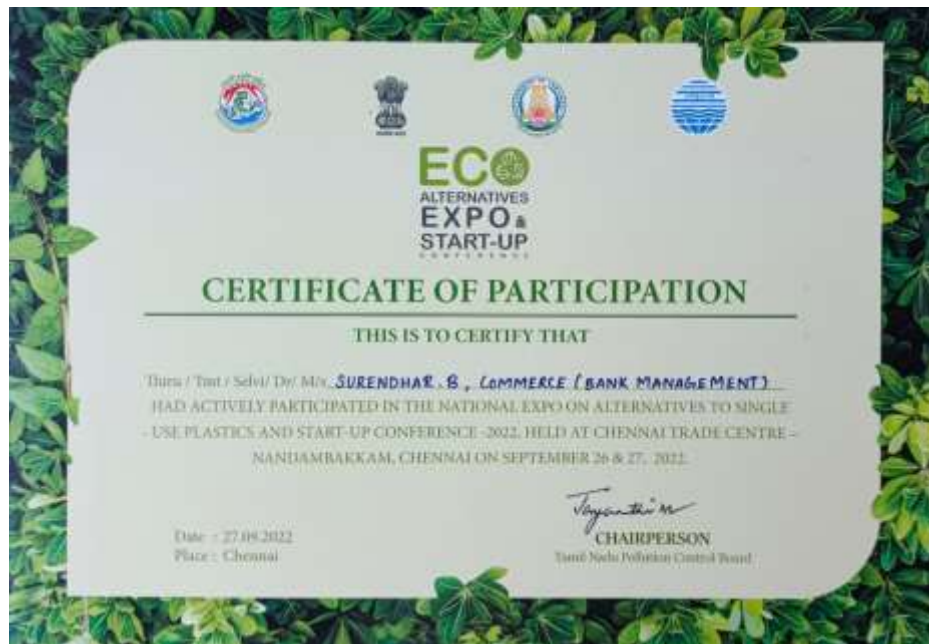 ECO
ALTERNATIVES
EXPO &
START-UP
CONFERENCE
CERTIFICATE OF PARTICIPATION
THIS IS TO CERTIFY THAT
Thiru / Tmt / Selvi/ Dr/ M/s. SURENDHAR. B, COMMERCE (BANK MANAGEMENT)
HAD ACTIVELY PARTICIPATED IN THE NATIONAL EXPO ON ALTERNATIVES TO SINGLE
- USE PLASTICS AND START-UP CONFERENCE -2022, HELD AT CHENNAI TRADE CENTRE –
NANDAMBAKKAM, CHENNAI ON SEPTEMBER 26 & 27, 2022.
Jayanthi M
Date : 27.09.2022
CHAIRPERSON
Place : Chennai
Tamil Nadu Pollution Control Board